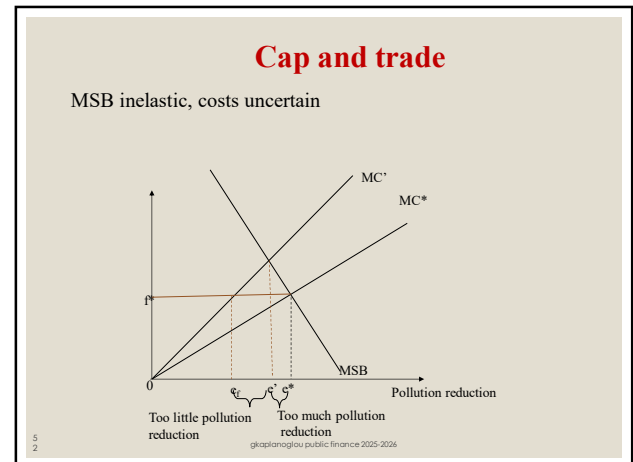 Cap and trade
MSB inelastic, costs uncertain
MC'
MC*
f*
MSB
0
e_f e' e*
Pollution reduction
Too little pollution
reduction
Too much pollution
reduction
5
2
gkaplanoglou public finance 2025-2026